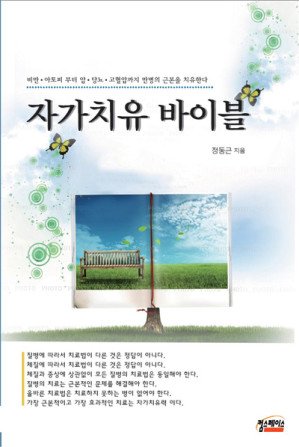 비만・아토피 부터 암・당뇨・고혈압까지 만병의 근본을 치유한다
자가치유 바이블
정동근 지음
질병에 따라서 치료법이 다른 것은 정답이 아니다.
체질에 따라서 치료법이 다른 것은 정답이 아니다.
체질과 증상에 상관없이 모든 질병의 치료법은 동일해야 한다.
질병의 치료는 근본적인 문제를 해결해야 한다.
올바른 치료법은 치료하지 못하는 병이 없어야 한다.
가장 근본적이고 가장 효과적인 치료는 자가치유력 이다.